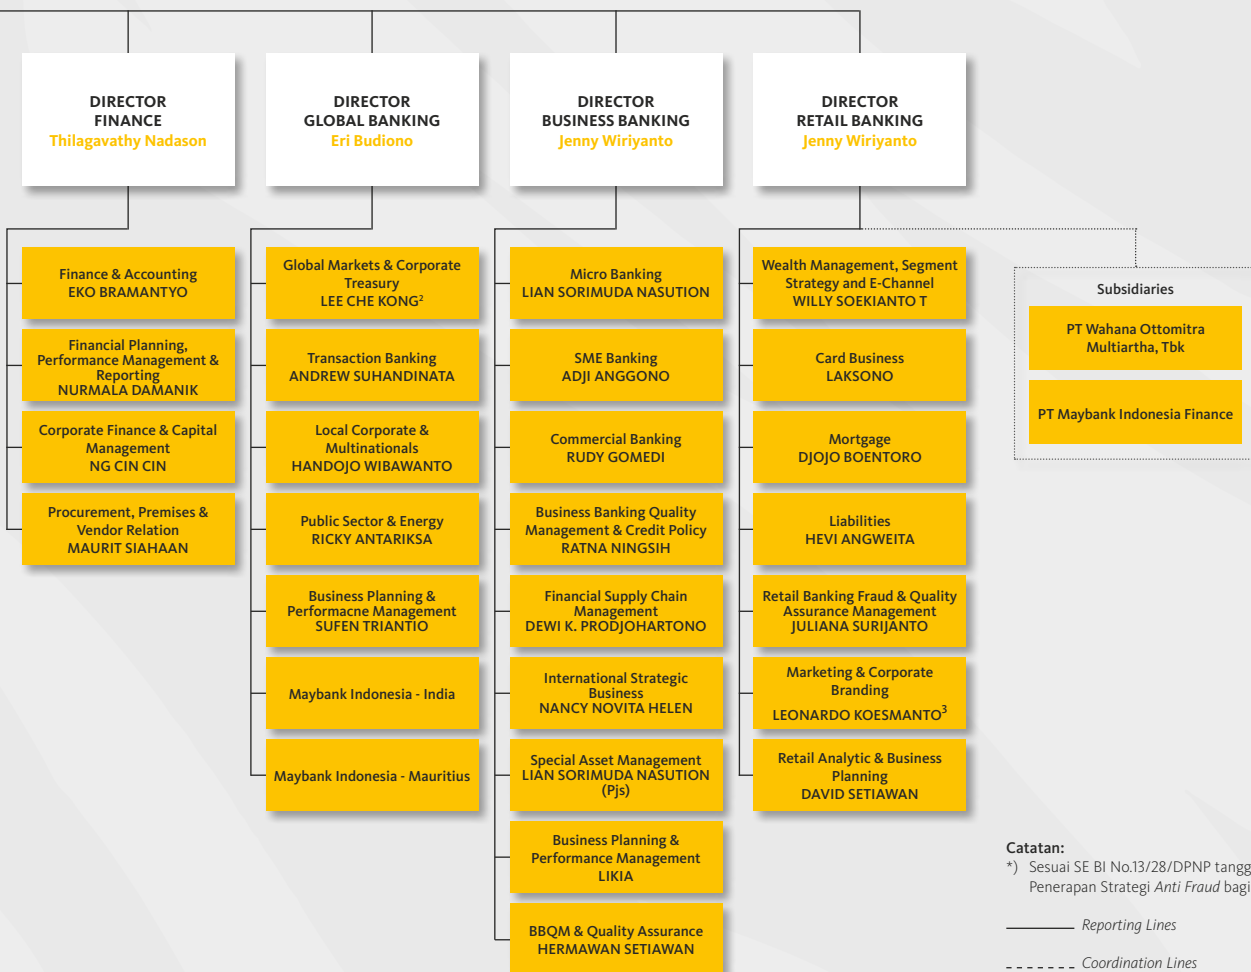 DIRECTOR
FINANCE
Thilagavathy Nadason
DIRECTOR
GLOBAL BANKING
Eri Budiono
DIRECTOR
BUSINESS BANKING
Jenny Wiriyanto
DIRECTOR
RETAIL BANKING
Jenny Wiriyanto
Finance & Accounting
EKO BRAMANTYO
Financial Planning,
Performance Management &
Reporting
NURMALA DAMANIK
Corporate Finance & Capital
Management
NG CIN CIN
Procurement, Premises &
Vendor Relation
MAURIT SIAHAAN
Global Markets & Corporate
Treasury
LEE CHE KONG²
Transaction Banking
ANDREW SUHANDINATA
Local Corporate &
Multinationals
HANDOJO WIBAWANTO
Public Sector & Energy
RICKY ANTARIKSA
Business Planning &
Performacne Management
SUFEN TRIANTIO
Maybank Indonesia - India
Maybank Indonesia - Mauritius
Micro Banking
LIAN SORIMUDA NASUTION
SME Banking
ADJI ANGGONO
Commercial Banking
RUDY GOMEDI
Business Banking Quality
Management & Credit Policy
RATNA NINGSIH
Financial Supply Chain
Management
DEWI K. PRODJOHARTONO
International Strategic
Business
NANCY NOVITA HELEN
Special Asset Management
LIAN SORIMUDA NASUTION
(Pjs)
Business Planning &
Performance Management
LIKIA
BBQM & Quality Assurance
HERMAWAN SETIAWAN
Wealth Management, Segment
Strategy and E-Channel
WILLY SOEKIANTO T
Card Business
LAKSONO
Mortgage
DJOJO BOENTORO
Liabilities
HEVI ANGWEITA
Retail Banking Fraud & Quality
Assurance Management
JULIANA SURIJANTO
Marketing & Corporate
Branding
LEONARDO KOESMANTO³
Retail Analytic & Business
Planning
DAVID SETIAWAN
Subsidiaries
PT Wahana Ottomitra
Multiartha, Tbk
PT Maybank Indonesia Finance
Catatan:
*) Sesuai SE BI No.13/28/DPNP tangg
Penerapan Strategi Anti Fraud bagi
Reporting Lines
Coordination Lines